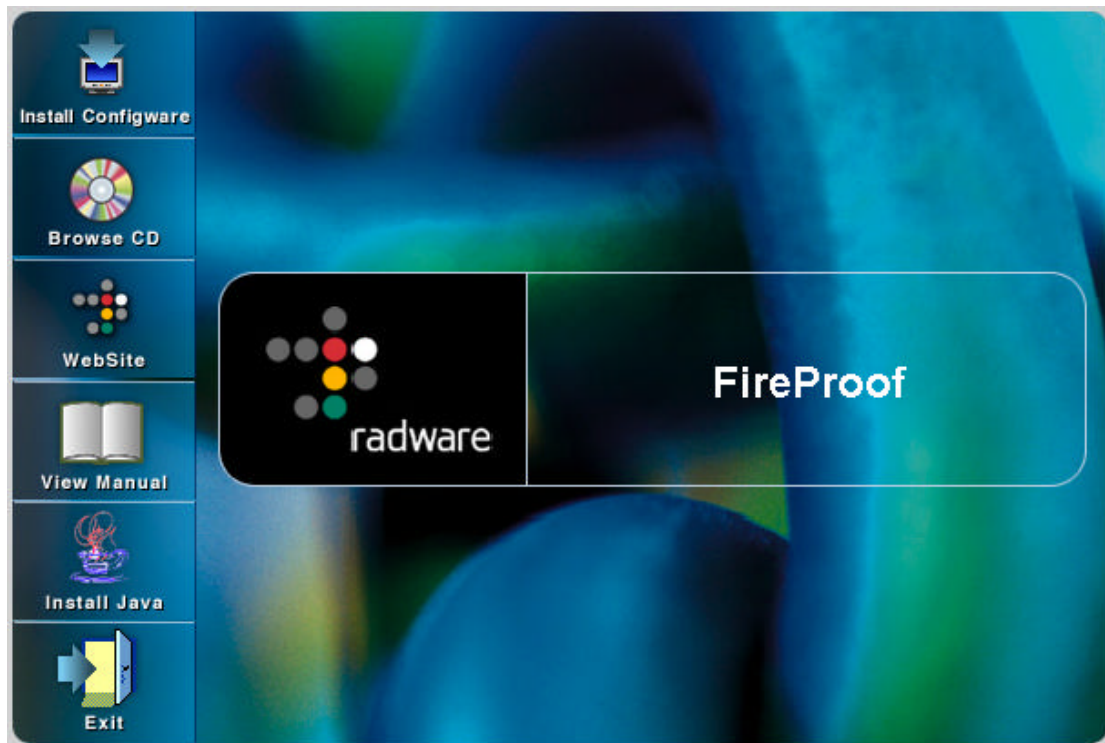 Install Configware
Browse CD
WebSite
View Manual
Install Java
Exit
radware
FireProof